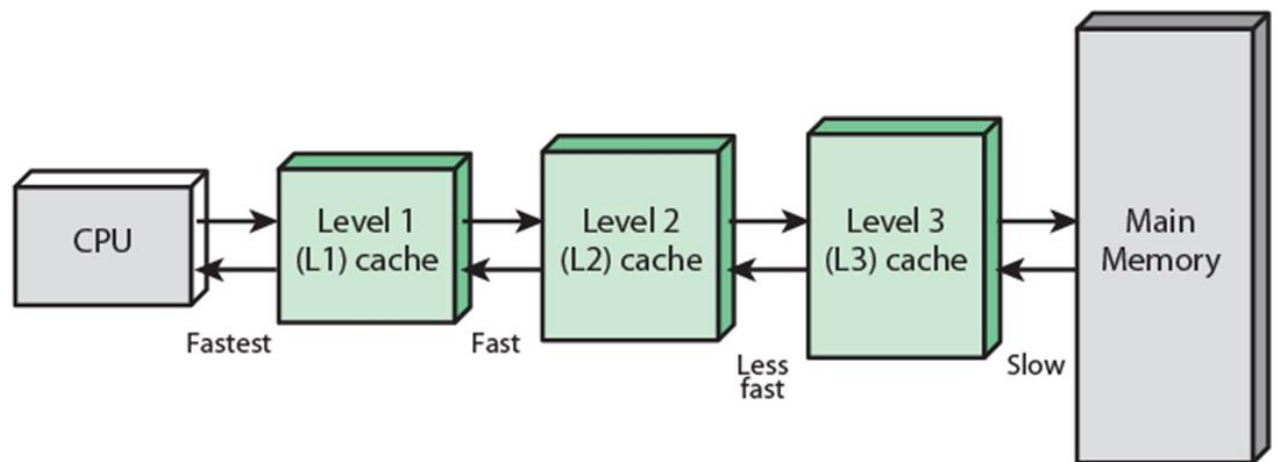 CPU
Level 1
(L1) cache
Level 2
(L2) cache
Level 3
(L3) cache
Main
Memory
Fastest
Fast
Less
fast
Slow